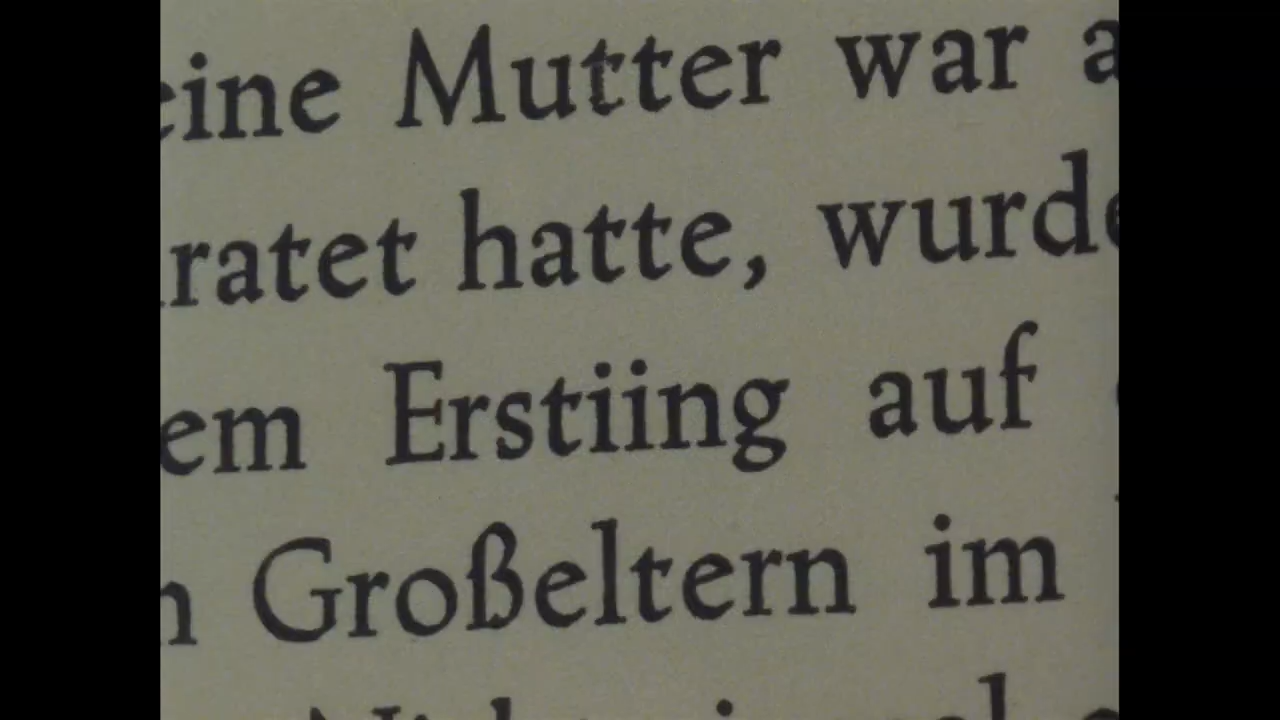 eine Mutter war a
ratet hatte, wurde
em Erstiing auf
n Großeltern im